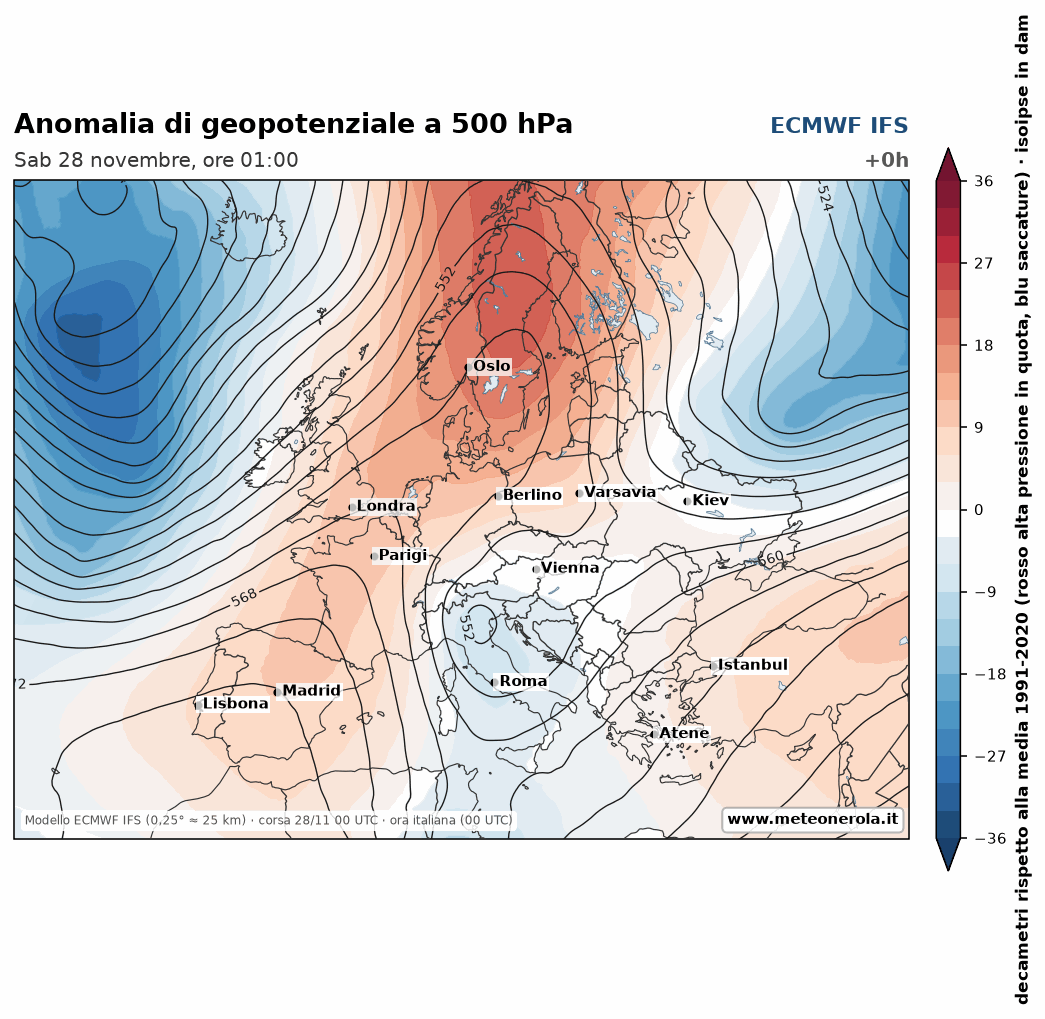 Anomalia di geopotenziale a 500 hPa
ECMWF IFS
Sab 28 novembre, ore 01:00
+0h
524
552
Oslo
Londra
Berlino
Varsavia
Kiev
Parigi
Vienna
560
568
552
Roma
Istanbul
72
Madrid
Lisbona
Atene
Modello ECMWF IFS (0,25° ≈ 25 km) · corsa 28/11 00 UTC · ora italiana (00 UTC)
www.meteonerola.it
36
27
18
9
0
−9
−18
−27
−36
decametri rispetto alla media 1991-2020 (rosso alta pressione in quota, blu saccature) · isoipse in dam